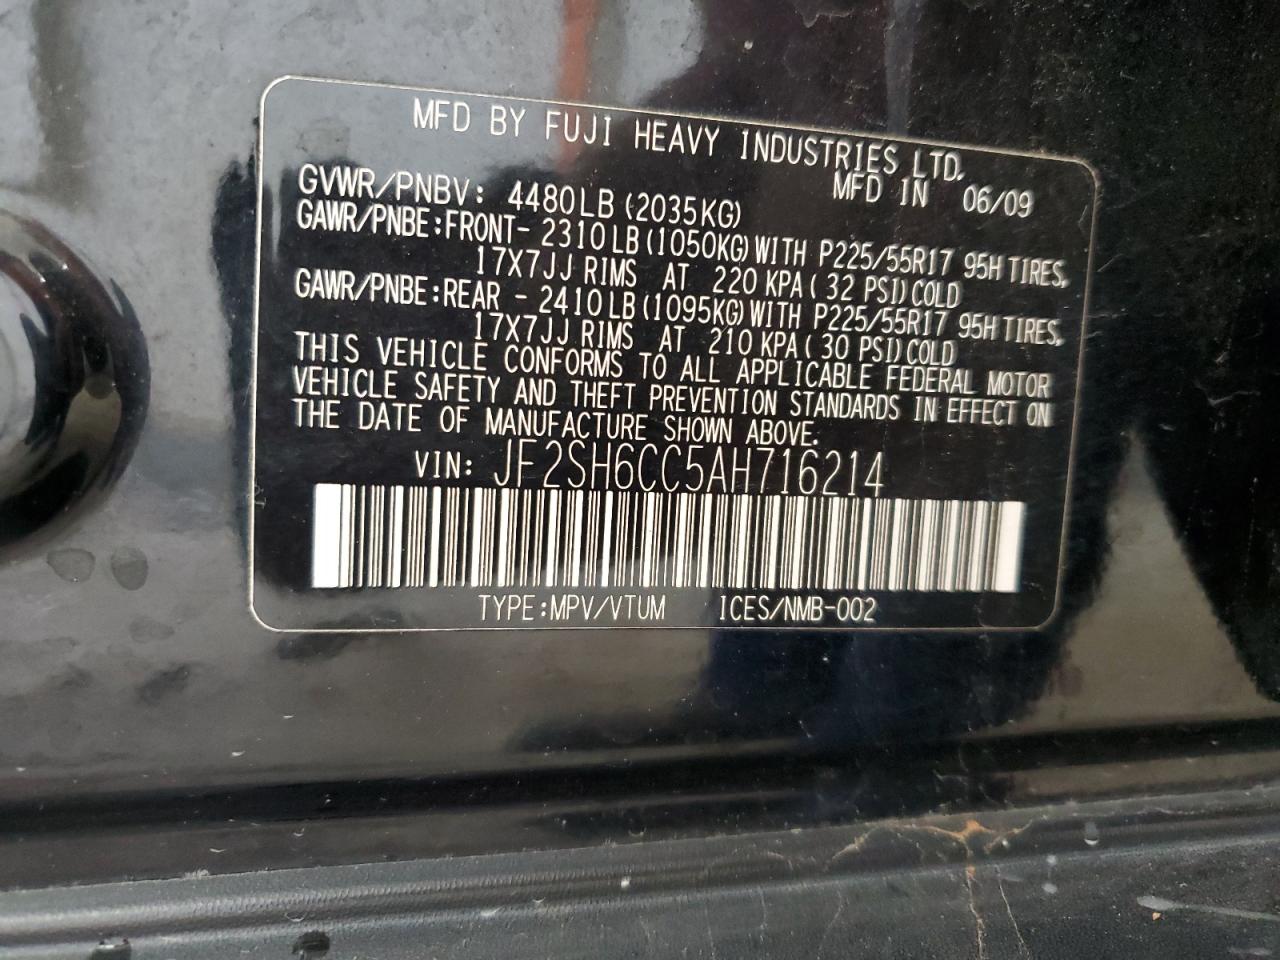 MFD BY FUJI HEAVY INDUSTRIES LTD.
MFD IN 06/09
GVWR/PNBV: 4480LB (2035KG)
GAWR/PNBE:FRONT- 2310LB(1050KG)WITH P225/55R17 95H TIRES,
17X7JJ RIMS AT 220 KPA( 32 PSI)COLD
GAWR/PNBE:REAR - 2410LB(1095KG)WITH P225/55R17 95H TIRES,
17X7JJ RIMS AT 210 KPA( 30 PSI)COLD
THIS VEHICLE CONFORMS TO ALL APPLICABLE FEDERAL MOTOR
VEHICLE SAFETY AND THEFT PREVENTION STANDARDS IN EFFECT ON
THE DATE OF MANUFACTURE SHOWN ABOVE.
VIN: JF2SH6CC5AH716214
TYPE:MPV/VTUM ICES/NMB-002